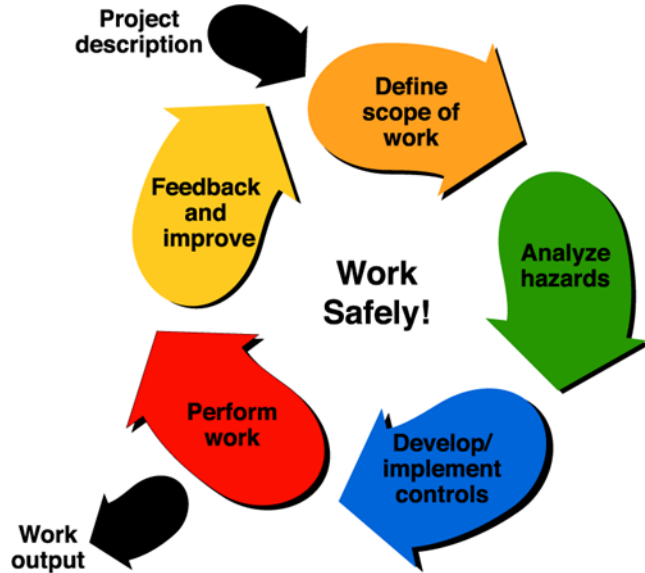 Project
description
Define
scope of
work
Analyze
hazards
Develop/
implement
controls
Perform
work
Work
output
Feedback
and
improve
Work
Safely!